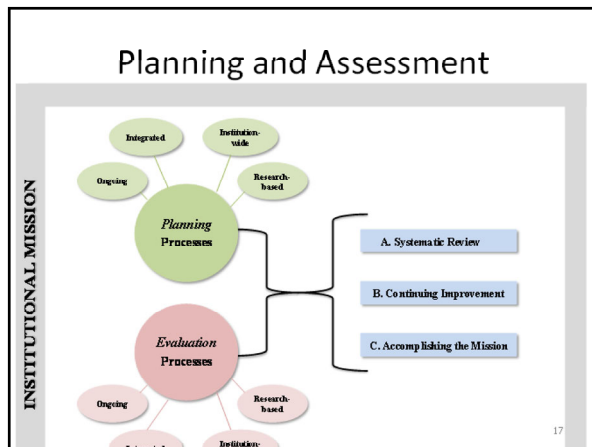 Planning and Assessment
INSTITUTIONAL MISSION
Integrated
Institution-
wide
Ongoing
Research-
based
Planning
Processes
A. Systematic Review
B. Continuing Improvement
C. Accomplishing the Mission
Evaluation
Processes
Ongoing
Research-
based
Institution-
17